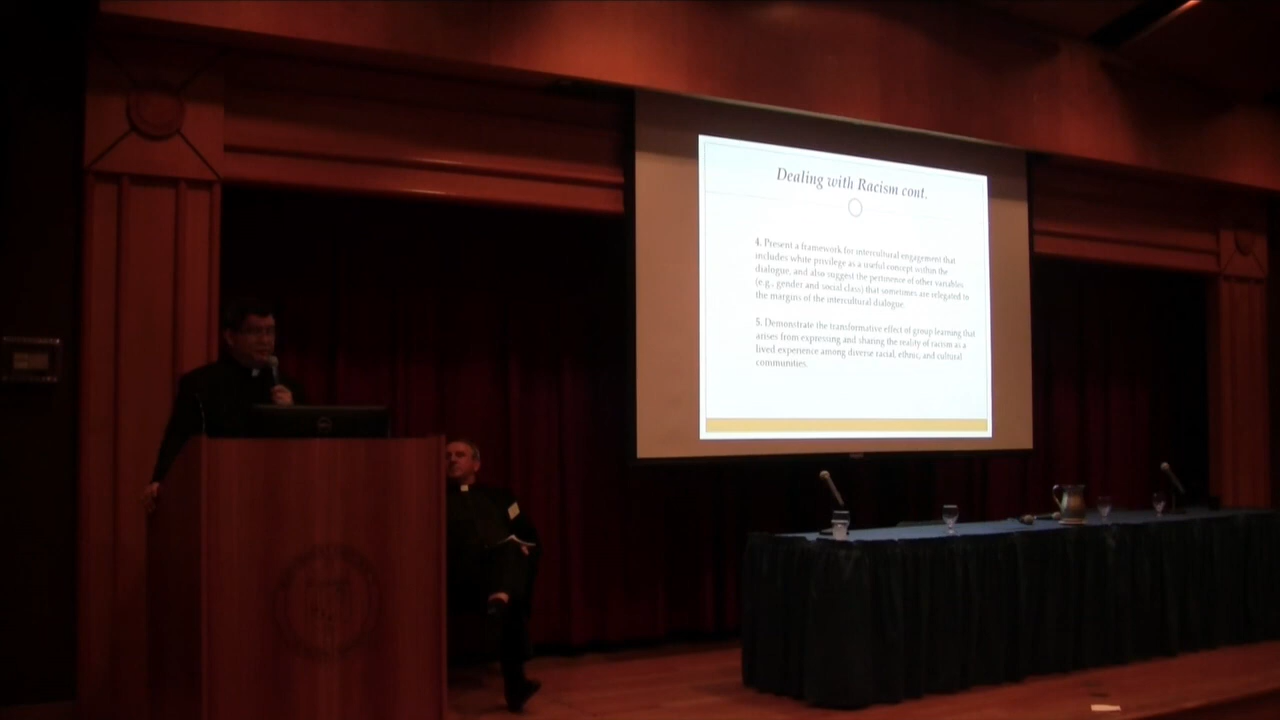 Dealing with Racism cont.
4. Present a framework for intercultural engagement that
includes white privilege as a useful concept within the
dialogue, and also suggest the pertinence of other variables
(e.g., gender and social class) that sometimes are relegated to
the margins of the intercultural dialogue.
5. Demonstrate the transformative effect of group learning that
arises from expressing and sharing the reality of racism as a
lived experience among diverse racial, ethnic, and cultural
communities.